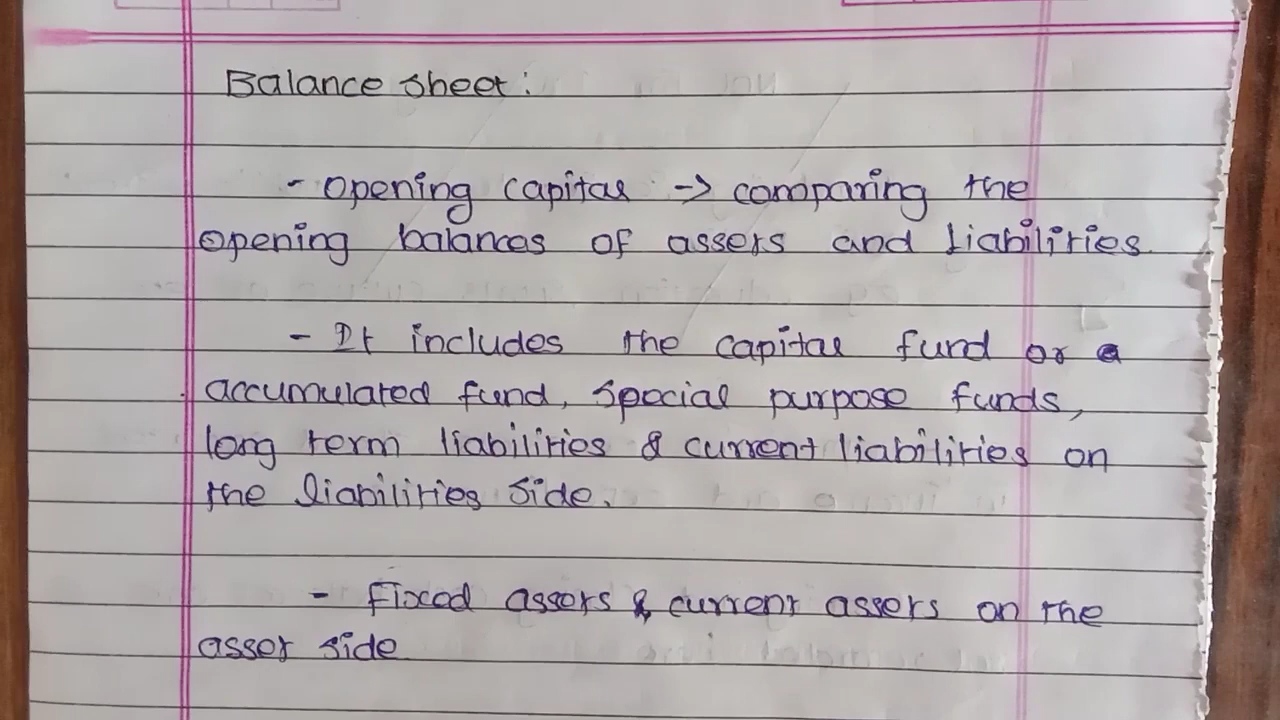 Balance sheet:
- Opening capital -> comparing the
opening balances of assets and liabilities.
- It includes the capital fund or a
accumulated fund, special purpose funds,
long term liabilities & current liabilities on
the liabilities side.
- Fixed assets & current assets on the
asset side